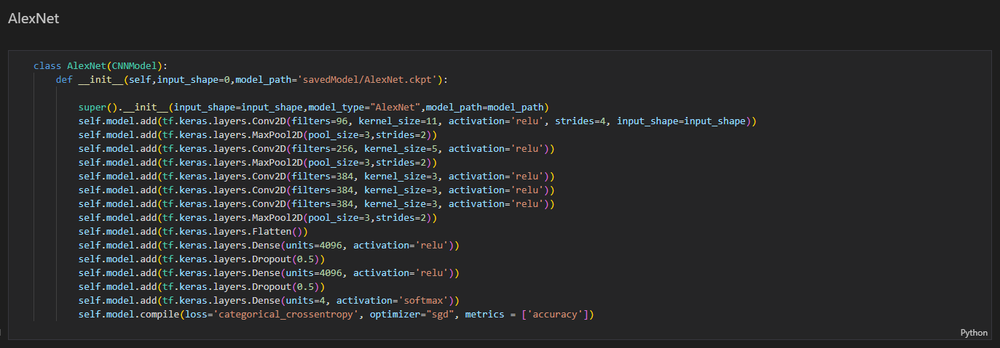 AlexNet
class AlexNet(CNNModel):
def __init__(self,input_shape=0,model_path='savedModel/AlexNet.ckpt'):
super().__init__(input_shape=input_shape,model_type="AlexNet",model_path=model_path)
self.model.add(tf.keras.layers.Conv2D(filters=96, kernel_size=11, activation='relu', strides=4, input_shape=input_shape))
self.model.add(tf.keras.layers.MaxPool2D(pool_size=3,strides=2))
self.model.add(tf.keras.layers.Conv2D(filters=256, kernel_size=5, activation='relu'))
self.model.add(tf.keras.layers.MaxPool2D(pool_size=3,strides=2))
self.model.add(tf.keras.layers.Conv2D(filters=384, kernel_size=3, activation='relu'))
self.model.add(tf.keras.layers.Conv2D(filters=384, kernel_size=3, activation='relu'))
self.model.add(tf.keras.layers.Conv2D(filters=384, kernel_size=3, activation='relu'))
self.model.add(tf.keras.layers.MaxPool2D(pool_size=3,strides=2))
self.model.add(tf.keras.layers.Flatten())
self.model.add(tf.keras.layers.Dense(units=4096, activation='relu'))
self.model.add(tf.keras.layers.Dropout(0.5))
self.model.add(tf.keras.layers.Dense(units=4096, activation='relu'))
self.model.add(tf.keras.layers.Dropout(0.5))
self.model.add(tf.keras.layers.Dense(units=4, activation='softmax'))
self.model.compile(loss='categorical_crossentropy', optimizer="sgd", metrics = ['accuracy'])
Python